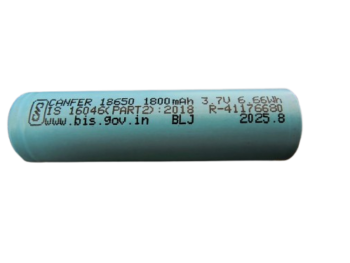 CANFER 18650 1800mAh 3.7V 6.66Wh
IS 16046(PART2):2018 R-41176680
www.bis.gov.in BLJ 2025.8